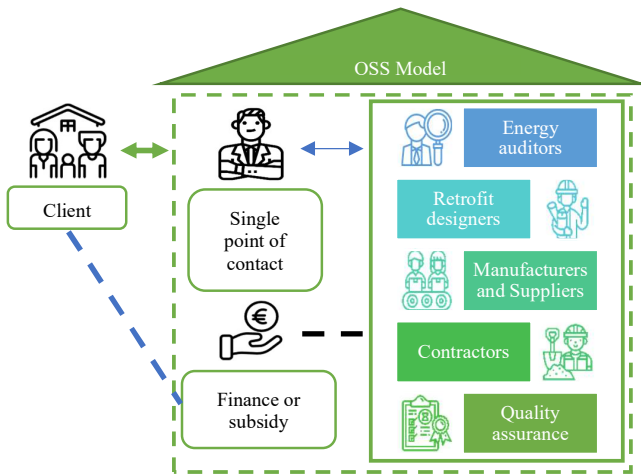 OSS Model
Client
Single
point of
contact
€
Finance or
subsidy
Energy
auditors
Retrofit
designers
Manufacturers
and Suppliers
Contractors
Quality
assurance